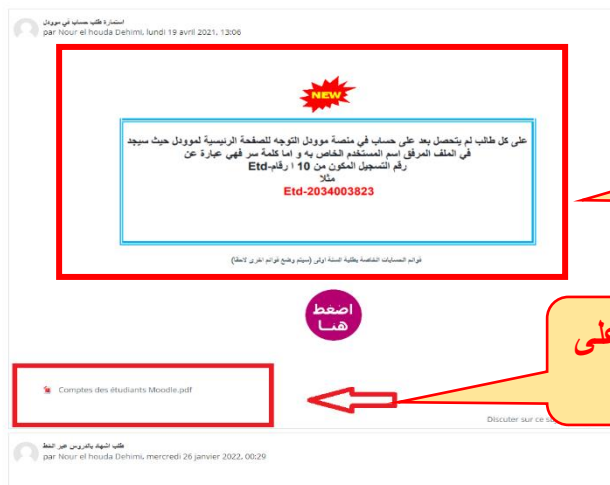 استمارة طلب حساب في موودل
par Nour el houda Dehimi, lundi 19 avril 2021, 13:06
NEW
على كل طالب لم يتحصل بعد على حساب في منصة موودل التوجه للصفحة الرئيسية لموودل حيث سيجد
في الملف المرفق اسم المستخدم الخاص به و اما كلمة سر فهي عبارة عن
رقم التسجيل المكون من 10 ارقام-Etd
مثلا
Etd-2034003823
قوائم الحسابات الخاصة بطلبة السنة اولى (سيتم وضع قوائم اخرى لاحقا)
اضغط
هنا
على
Comptes des étudiants Moodle.pdf
Discuter sur ce
طلب اشهاد بالدروس عبر الخط
par Nour el houda Dehimi, mercredi 26 janvier 2022, 00:29